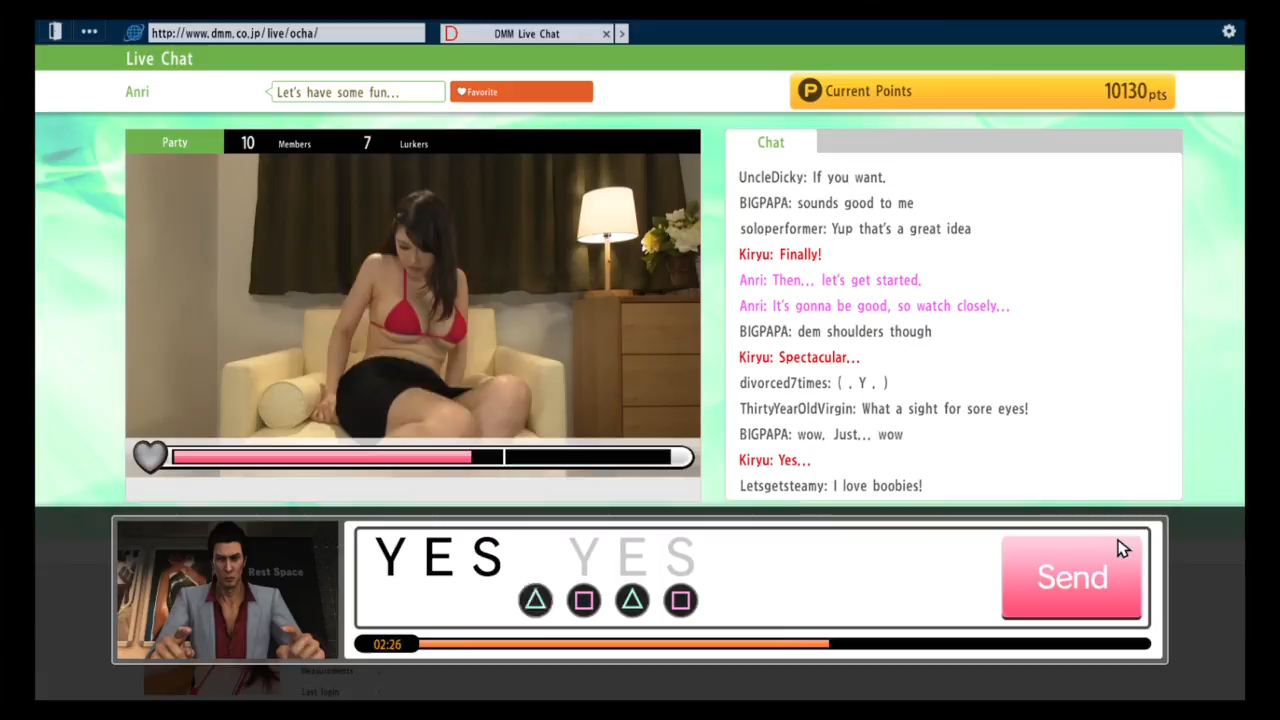 http://www.dmm.co.jp/live/ocha/
DMM Live Chat
Live Chat
Anri
Let's have some fun...
Favorite
P Current Points
10130pts
Party
10 Members
7 Lurkers
Chat
UncleDicky: If you want.
BIGPAPA: sounds good to me
soloperformer: Yup that's a great idea
Kiryu: Finally!
Anri: Then... let's get started.
Anri: It's gonna be good, so watch closely...
BIGPAPA: dem shoulders though
Kiryu: Spectacular...
divorced7times: ( . Y . )
ThirtyYearOldVirgin: What a sight for sore eyes!
BIGPAPA: wow. Just... wow
Kiryu: Yes...
Letsgetsteamy: I love boobies!
Rest Space
YES YES
Send
02:26
Measurements
Last login